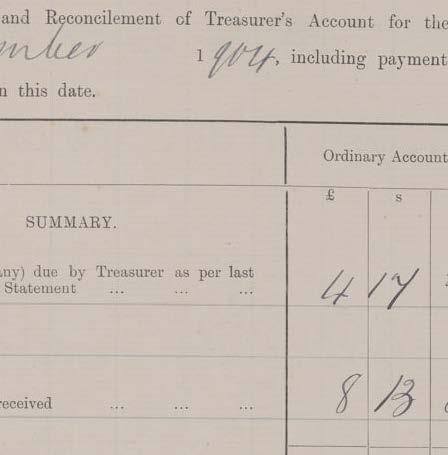 and Reconcilement of Treasurer's Account for the
mber 1904, including payment
n this date.
Ordinary Account
£ s
SUMMARY.
any) due by Treasurer as per last
Statement ... ... ... 4 17
received ... ... ... 8 13